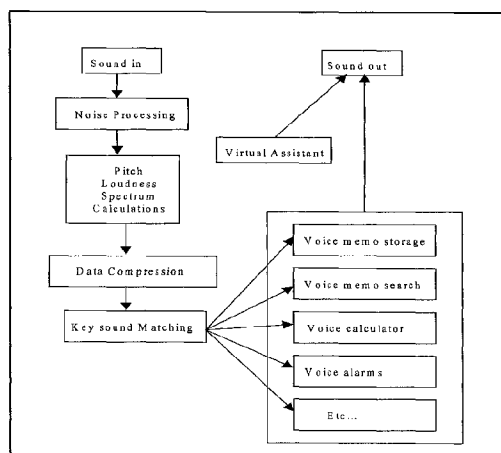 Sound in
Noise Processing
Pitch
Loudness
Spectrum
Calculations
Data Compression
Key sound Matching
Sound out
Virtual Assistant
Voice memo storage
Voice memo search
Voice calculator
Voice alarms
Etc...